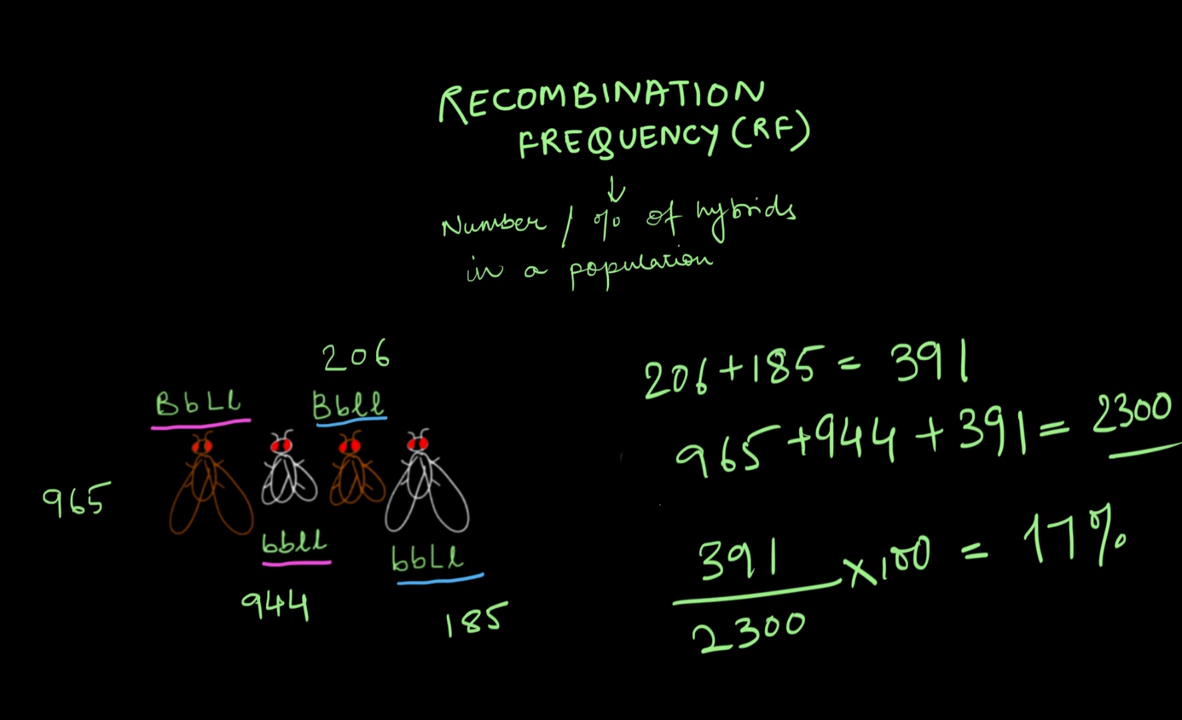 RECOMBINATION
FREQUENCY (RF)
↓
Number / % of hybrids
in a population
206
BbLl
Bbll
965
bbll
bbLl
944
185
206+185 = 391
965+944+391= 2300
391
2300
×100 = 17%